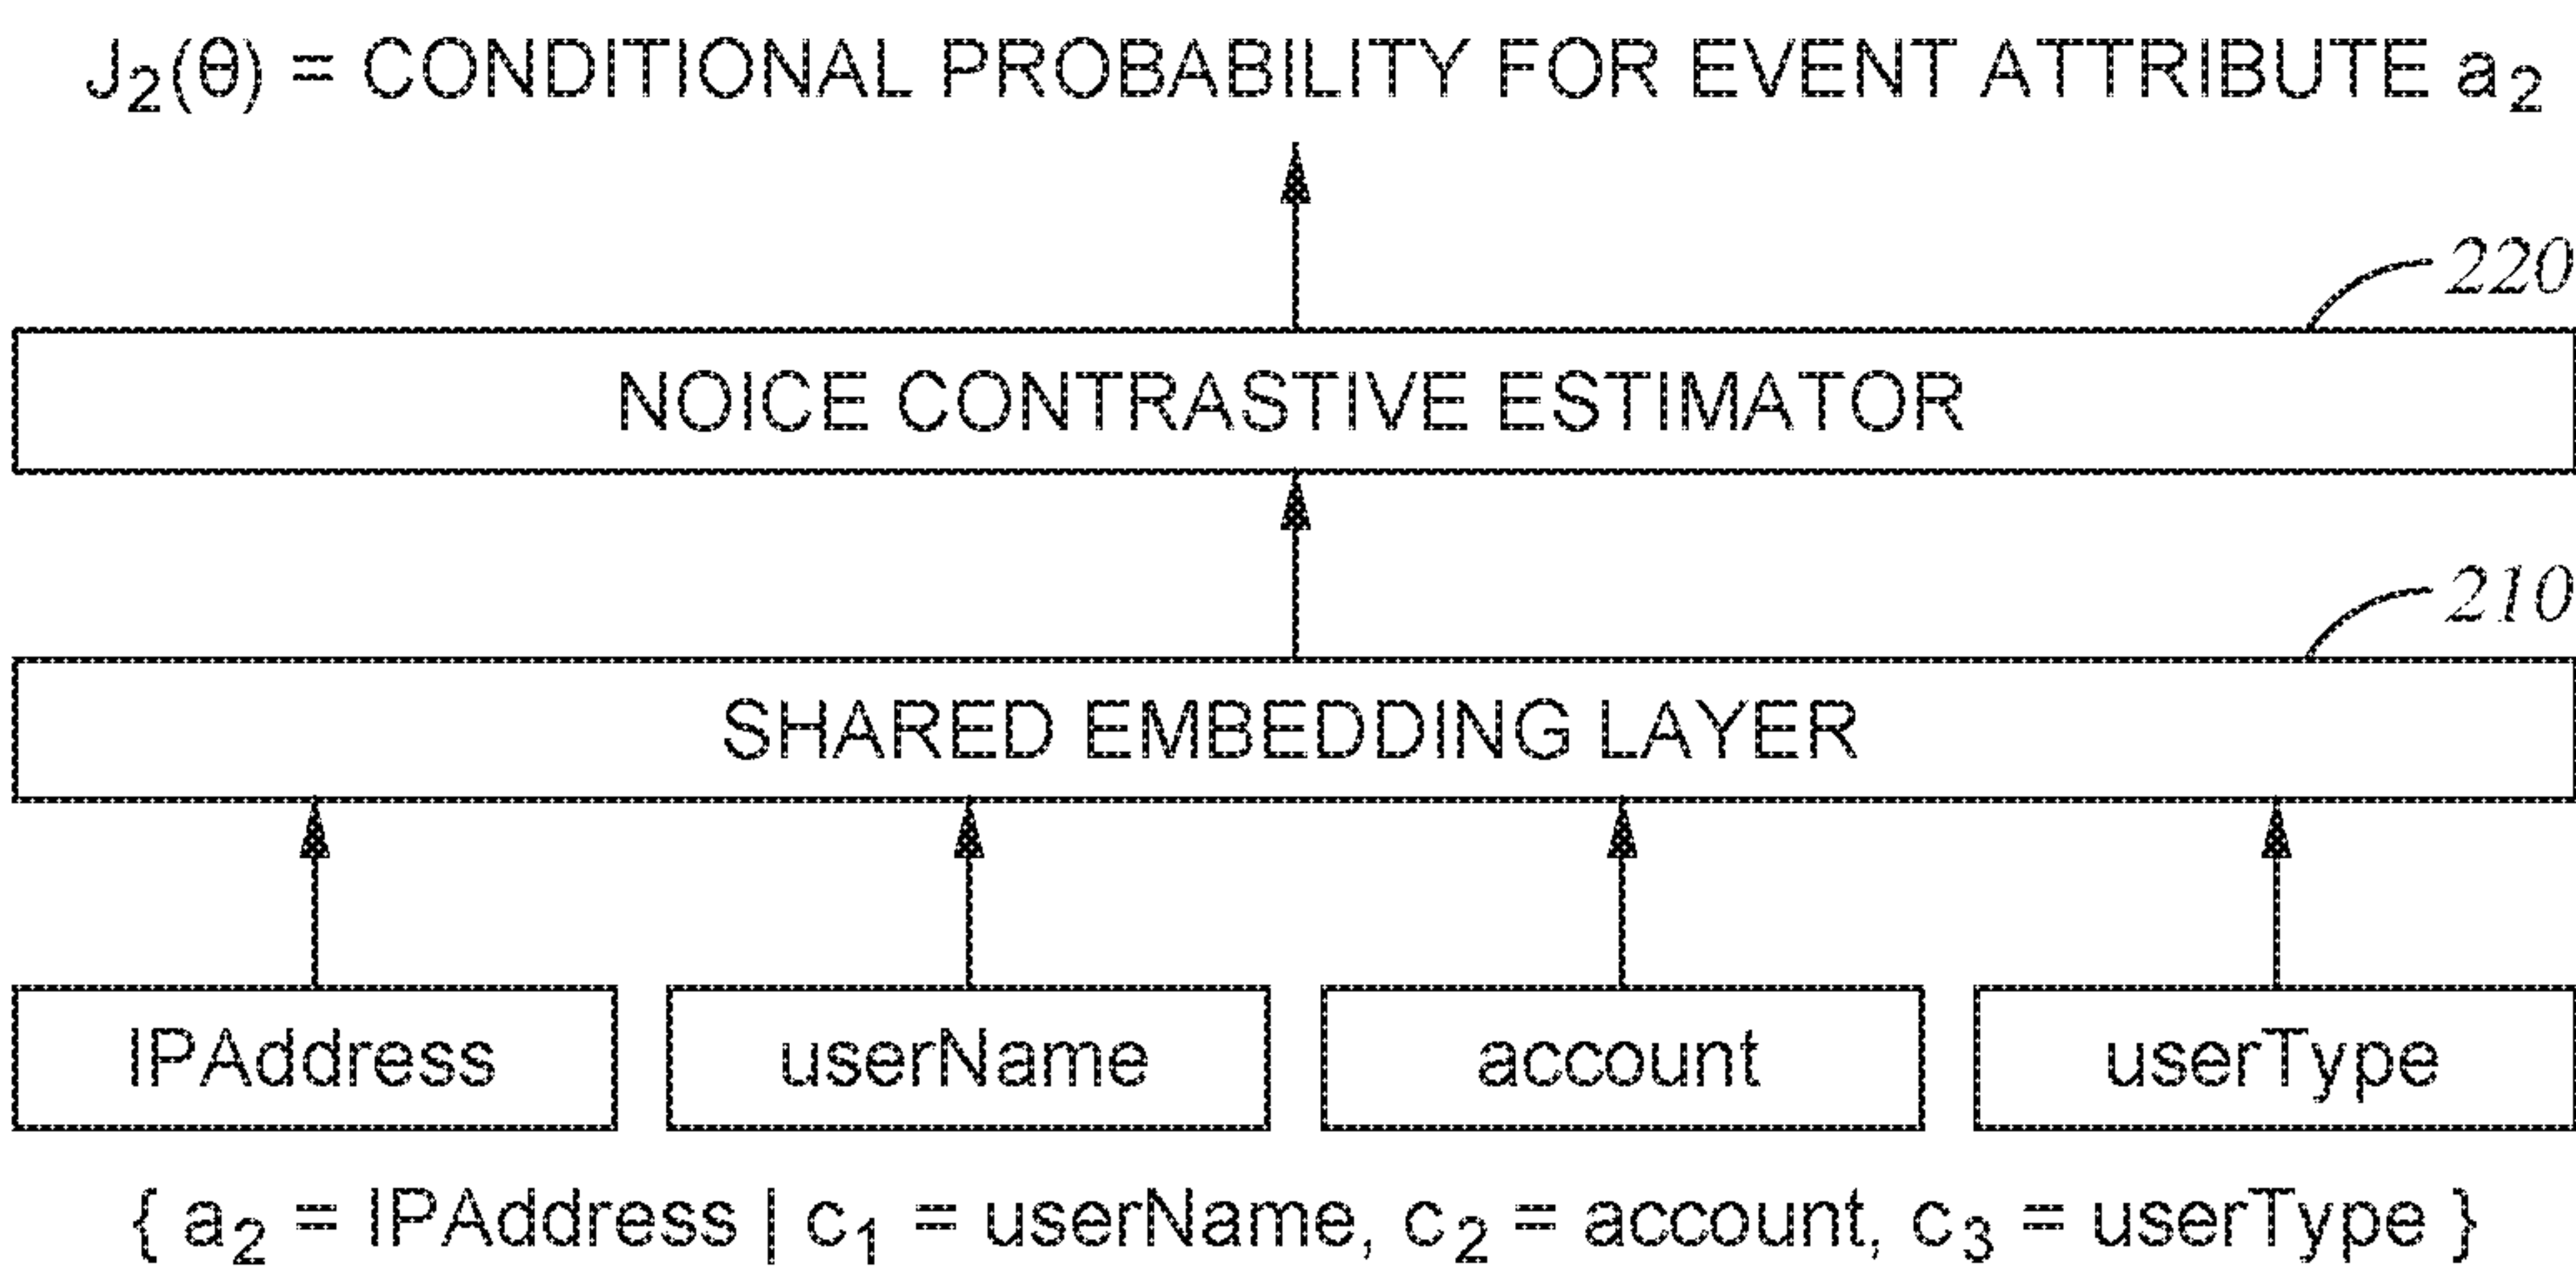 J₂(θ) = CONDITIONAL PROBABILITY FOR EVENT ATTRIBUTE a₂
220
NOICE CONTRASTIVE ESTIMATOR
210
SHARED EMBEDDING LAYER
IPAddress userName account userType
{ a₂ = IPAddress | c₁ = userName, c₂ = account, c₃ = userType }